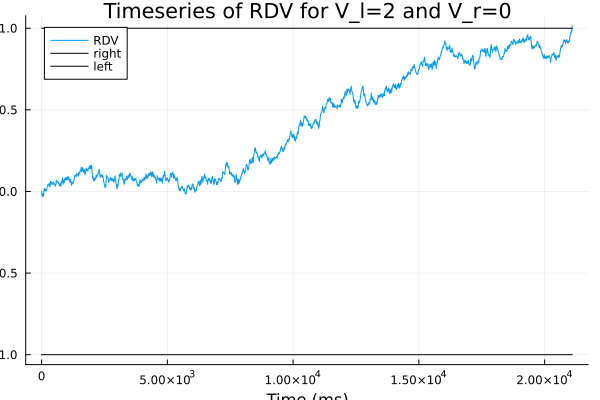 Timeseries of RDV for V_l=2 and V_r=0
1.0
RDV
right
left
0.5
0.0
0.5
1.0
0 5.00×10³ 1.00×10⁴ 1.50×10⁴ 2.00×10⁴
Time (ms)